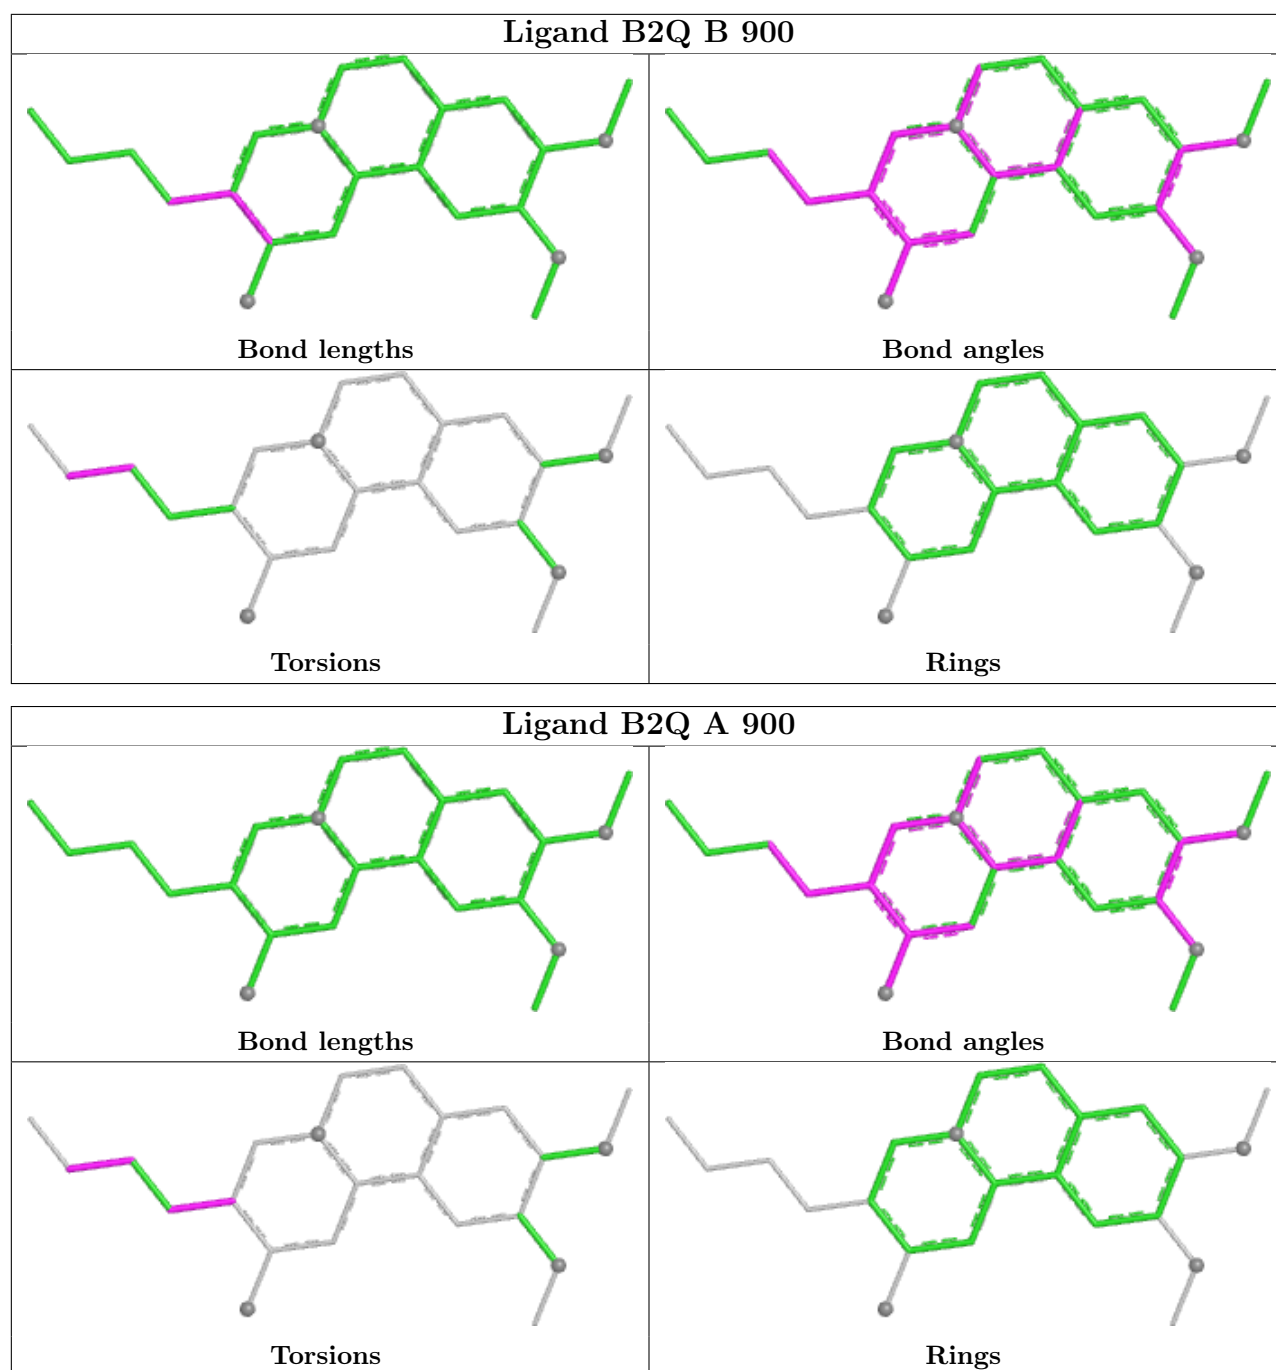 Ligand B2Q B 900
Bond lengths
Bond angles
Torsions
Rings
Ligand B2Q A 900
Bond lengths
Bond angles
Torsions
Rings